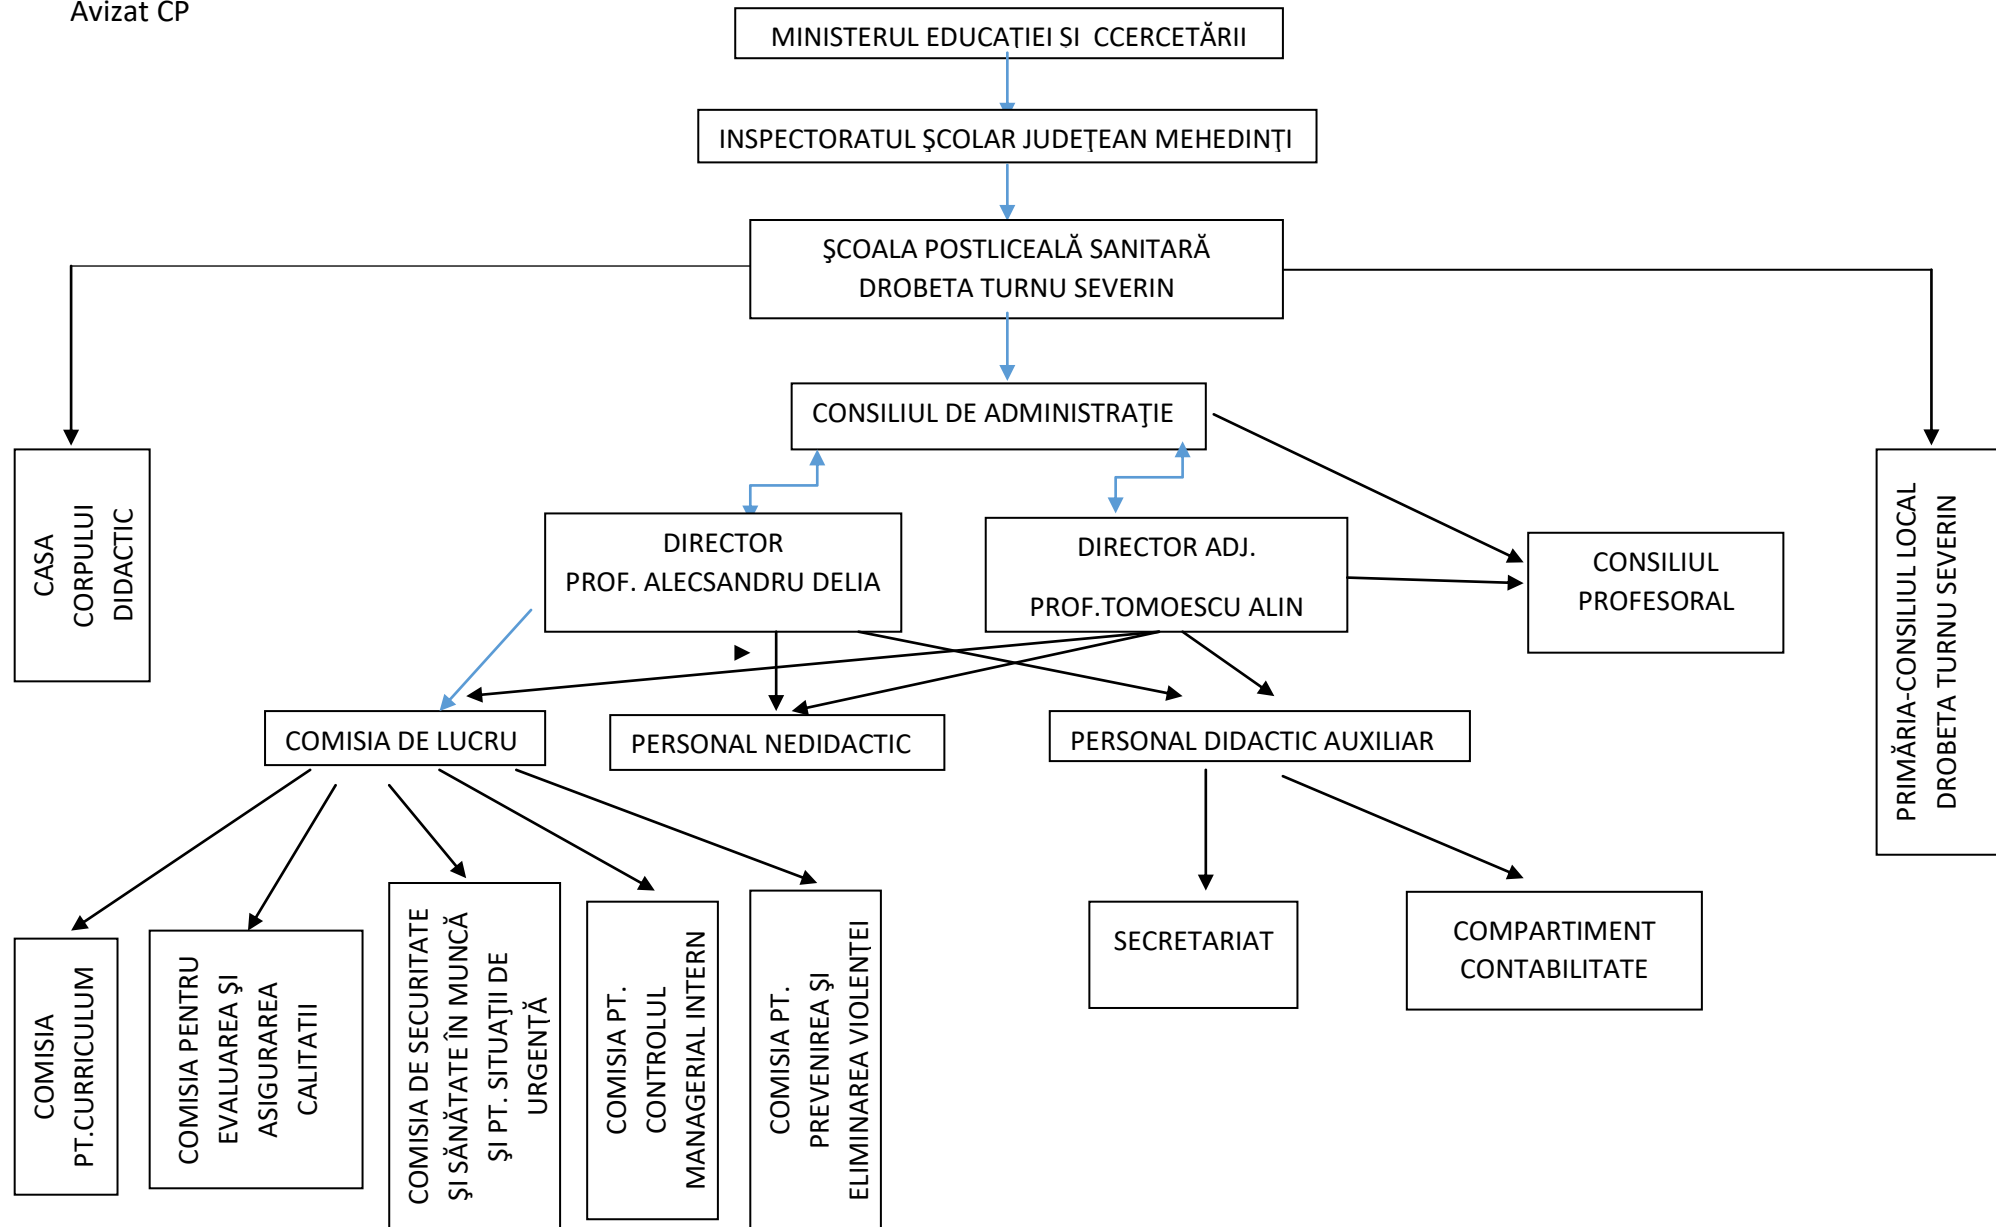 Avizat CP
MINISTERUL EDUCAŢIEI SI CCERCETĂRII
INSPECTORATUL ŞCOLAR JUDEŢEAN MEHEDINŢI
ŞCOALA POSTLICEALĂ SANITARĂ
DROBETA TURNU SEVERIN
CONSILIUL DE ADMINISTRAŢIE
CASA
CORPULUI
DIDACTIC
DIRECTOR
PROF. ALECSANDRU DELIA
DIRECTOR ADJ.
PROF.TOMOESCU ALIN
CONSILIUL
PROFESORAL
PRIMĂRIA-CONSILIUL LOCAL
DROBETA TURNU SEVERIN
COMISIA DE LUCRU
PERSONAL NEDIDACTIC
PERSONAL DIDACTIC AUXILIAR
COMISIA
PT.CURRICULUM
COMISIA PENTRU
EVALUAREA ŞI
ASIGURAREA
CALITATII
COMISIA DE SECURITATE
ŞI SĂNĂTATE ÎN MUNCĂ
ŞI PT. SITUAŢII DE
URGENȚĂ
COMISIA PT.
CONTROLUL
MANAGERIAL INTERN
COMISIA PT.
PREVENIREA ŞI
ELIMINAREA VIOLENŢEI
SECRETARIAT
COMPARTIMENT
CONTABILITATE